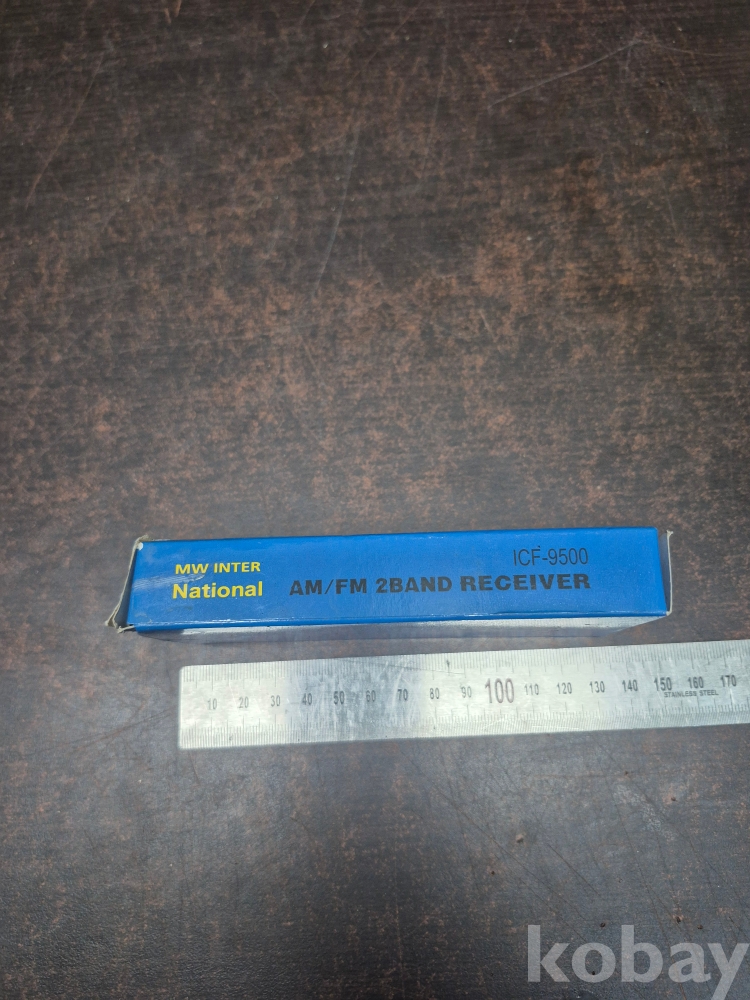 MW INTER
National
ICF-9500
AM/FM 2BAND RECEIVER
10 20 30 40 50 60 70 80 90 100 110 120 130 140 150 160 170
STAINLESS STEEL
kobay